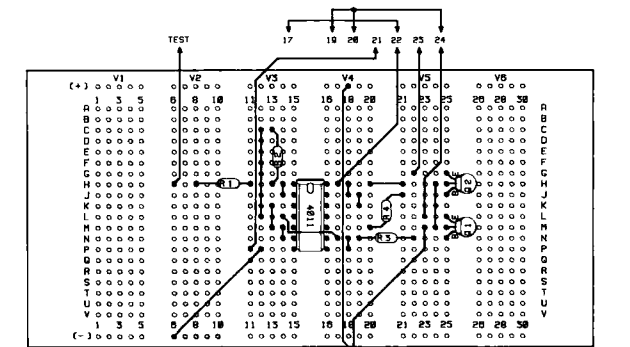 17 19 20 21 22 23 24
TEST
V1 V2 V3 V4 V5 V6
(+)
1 3 5 6 8 10 11 13 15 16 18 20 21 23 25 26 28 30
A A
B B
C C
D D
E E
F F
G G
H R1 H
J J
K K
L L
M M
N R3 N
P P
Q Q
R R
S S
T T
U U
V V
R2
4011
R4
E Q2
B
E Q1
B
1 3 5 6 8 10 11 13 15 16 18 20 21 23 25 26 28 30
(-)